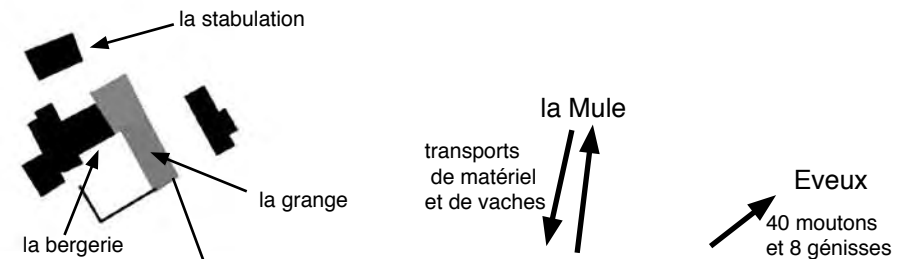 la stabulation
la grange
la bergerie
la Mule
transports
de matériel
et de vaches
Eveux
40 moutons
et 8 génisses